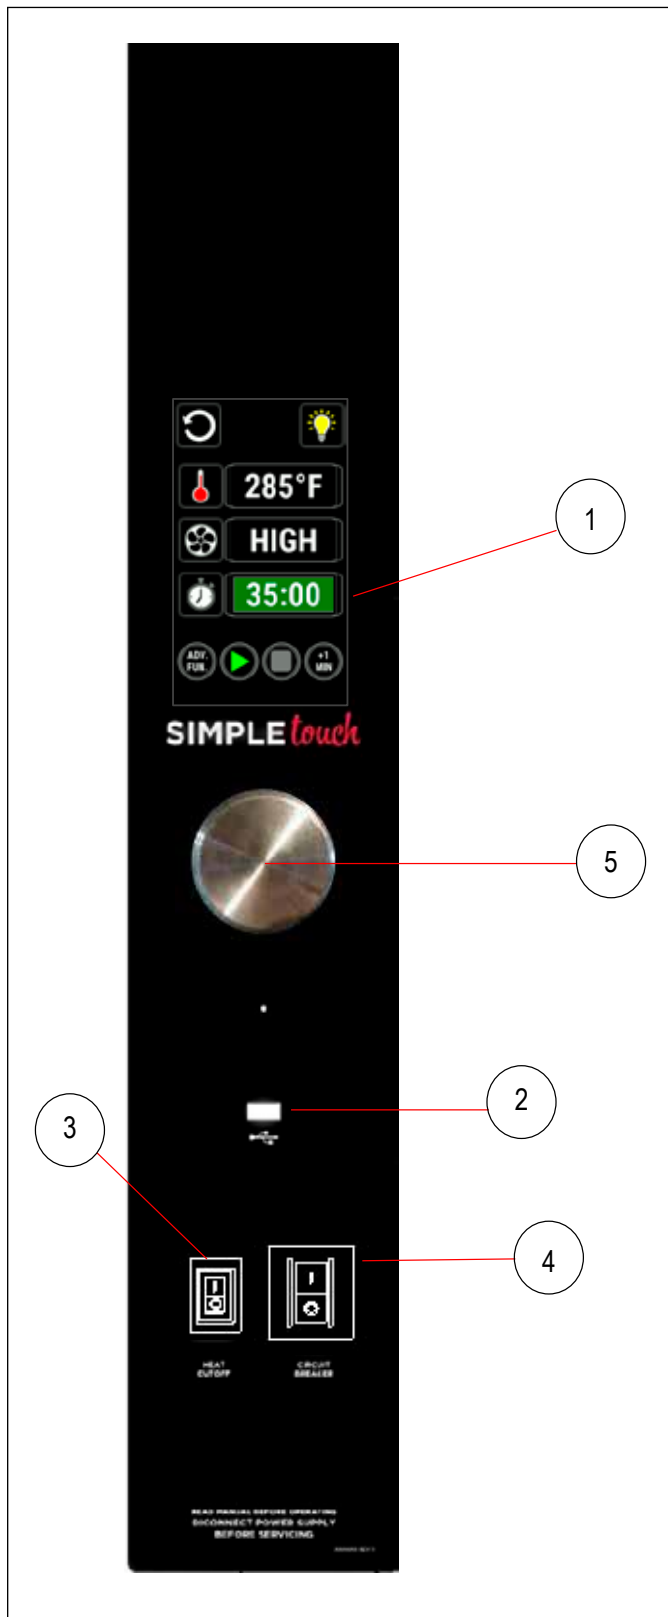 285°F
1
HIGH
35:00
ADV.
FUN.
+1
MIN
SIMPLE touch
5
2
3
4
HEAT
CUTOFF
CIRCUIT
BREAKER
READ MANUAL BEFORE OPERATING
DICONNECT POWER SUPPLY
BEFORE SERVICING